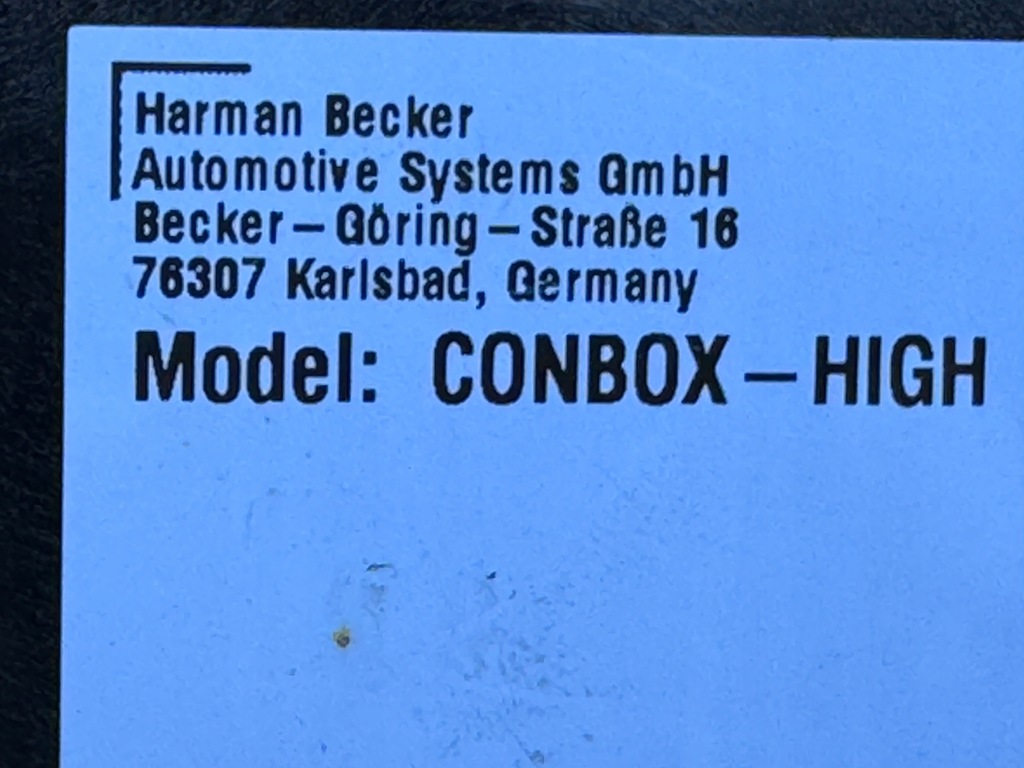 Harman Becker
Automotive Systems GmbH
Becker-Göring-Straße 16
76307 Karlsbad, Germany
Model: CONBOX-HIGH